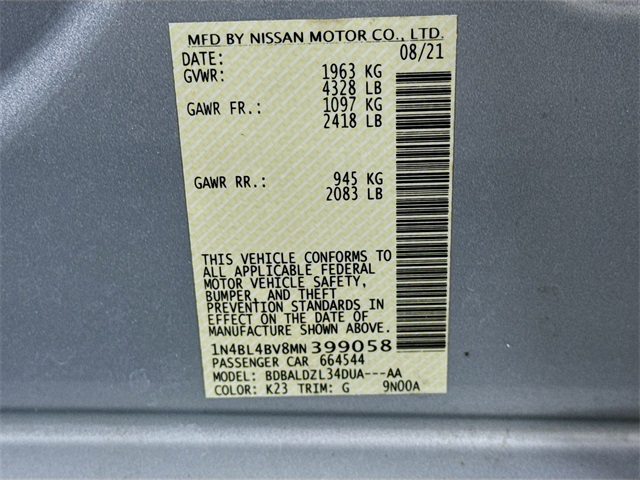 MFD BY NISSAN MOTOR CO., LTD.
DATE: 08/21
GVWR: 1963 KG
4328 LB
GAWR FR.: 1097 KG
2418 LB
GAWR RR.: 945 KG
2083 LB
THIS VEHICLE CONFORMS TO
ALL APPLICABLE FEDERAL
MOTOR VEHICLE SAFETY,
BUMPER, AND THEFT
PREVENTION STANDARDS IN
EFFECT ON THE DATE OF
MANUFACTURE SHOWN ABOVE.
1N4BL4BV8MN399058
PASSENGER CAR 664544
MODEL: BDBALDZL34DUA---AA
COLOR: K23 TRIM: G 9N00A